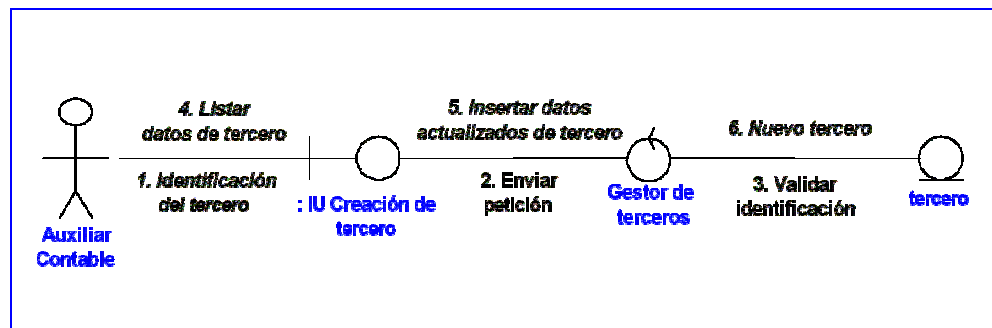 4. Listar
datos de tercero
5. Insertar datos
actualizados de tercero
6. Nuevo tercero
1. Identificación
del tercero
2. Enviar
petición
3. Validar
identificación
Auxiliar
Contable
: IU Creación de
tercero
Gestor de
terceros
tercero